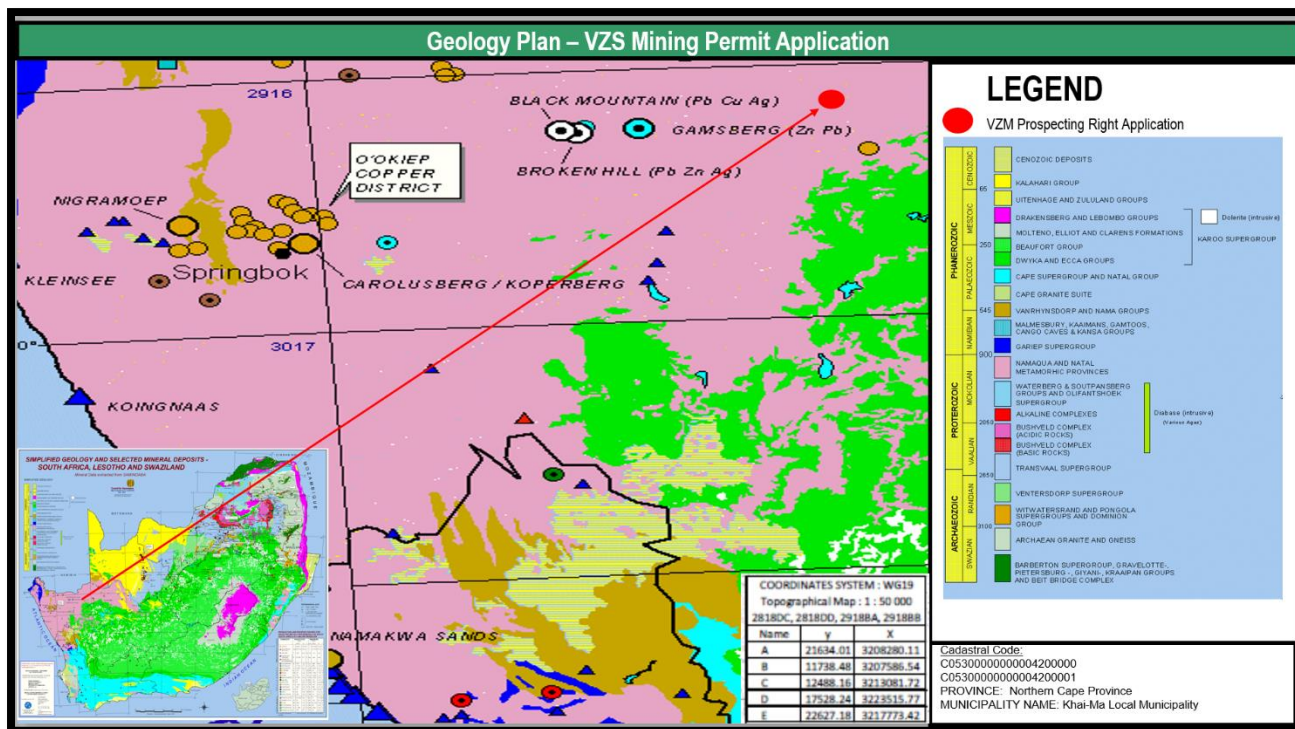 Geology Plan – VZS Mining Permit Application
2916
BLACK MOUNTAIN (Pb Cu Ag)
GAMSBERG (Zn Pb)
BROKEN HILL (Pb Zn Ag)
O'OKIEP
COPPER
DISTRICT
NIGRAMOEP
Springbok
KLEINSEE
CAROLUSBERG / KOPERBERG
0°
3017
KOINGNAAS
NAMAKWA SANDS
SIMPLIFIED GEOLOGY AND SELECTED MINERAL DEPOSITS -
SOUTH AFRICA, LESOTHO AND SWAZILAND
COORDINATES SYSTEM : WG19
Topographical Map : 1 : 50 000
2818DC, 2818DD, 2918BA, 2918BB
Name y X
A 21634.01 3208280.11
B 11738.48 3207586.54
C 12488.16 3213081.72
D 17528.24 3223515.77
E 22627.18 3217773.42
LEGEND
VZM Prospecting Right Application
PHANEROZOIC
CENOZOIC
CENOZOIC DEPOSITS
KALAHARI GROUP
65
UITENHAGE AND ZULULAND GROUPS
MESZOIC
DRAKENSBERG AND LEBOMBO GROUPS
Dolerite (intrusive)
MOLTENO, ELLIOT AND CLARENS FORMATIONS
KAROO SUPERGROUP
BEAUFORT GROUP
DWYKA AND ECCA GROUPS
PALAEOZOIC
CAPE SUPERGROUP AND NATAL GROUP
CAPE GRANITE SUITE
545
VANRHYNSDORP AND NAMA GROUPS
NAMIBIAN
MALMESBURY, KAAIMANS, GAMTOOS,
CANGO CAVES & KANSA GROUPS
GARIEP SUPERGROUP
900
PROTEROZOIC
MOKOLIAN
NAMAQUA AND NATAL
METAMORHIC PROVINCES
WATERBERG & SOUTPANSBERG
GROUPS AND OLIFANTSHOEK
SUPERGROUP
Diabase (intrusive)
(Various Ages)
ALKALINE COMPLEXES
BUSHVELD COMPLEX
(ACIDIC ROCKS)
VAALIAN
BUSHVELD COMPLEX
(BASIC ROCKS)
TRANSVAAL SUPERGROUP
2650
ARCHAEOZOIC
RANDIAN
VENTERSDORP SUPERGROUP
WITWATERSRAND AND PONGOLA
SUPERGROUPS AND DOMINION
GROUP
3100
SWAZIAN
ARCHAEAN GRANITE AND GNEISS
BARBERTON SUPERGROUP, GRAVELOTTE-,
PIETERSBURG -, GIYANI-, KRAAIPAN GROUPS
AND BEIT BRIDGE COMPLEX
Cadastral Code:
C05300000000004200000
C05300000000004200001
PROVINCE: Northern Cape Province
MUNICIPALITY NAME: Khai-Ma Local Municipality